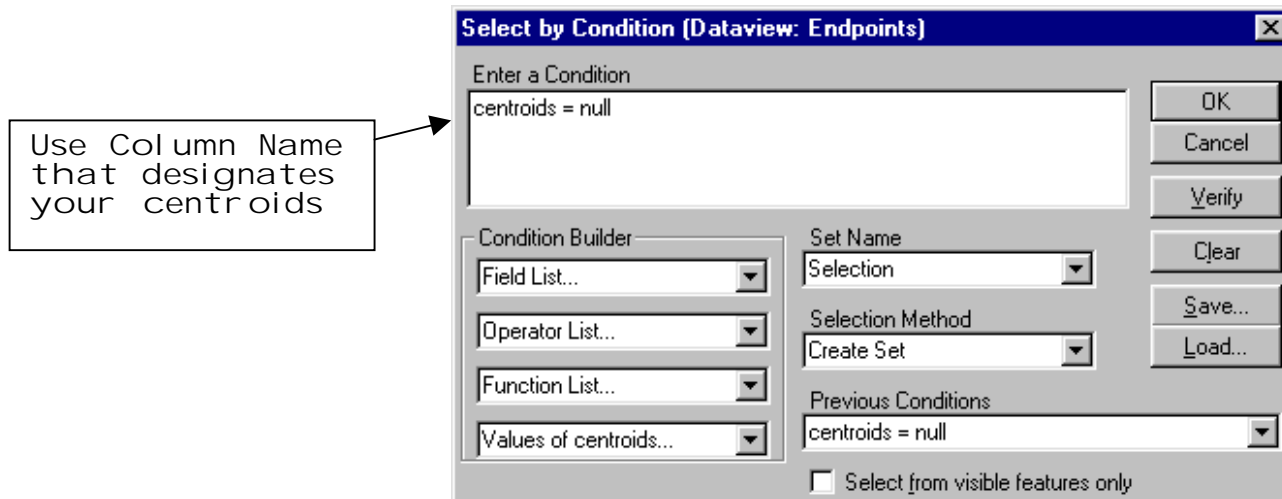 Select by Condition (Dataview: Endpoints)
Enter a Condition
centroids = null
Use Column Name
that designates
your centroids
OK
Cancel
Verify
Clear
Save...
Load...
Condition Builder
Field List...
Operator List...
Function List...
Values of centroids...
Set Name
Selection
Selection Method
Create Set
Previous Conditions
centroids = null
Select from visible features only